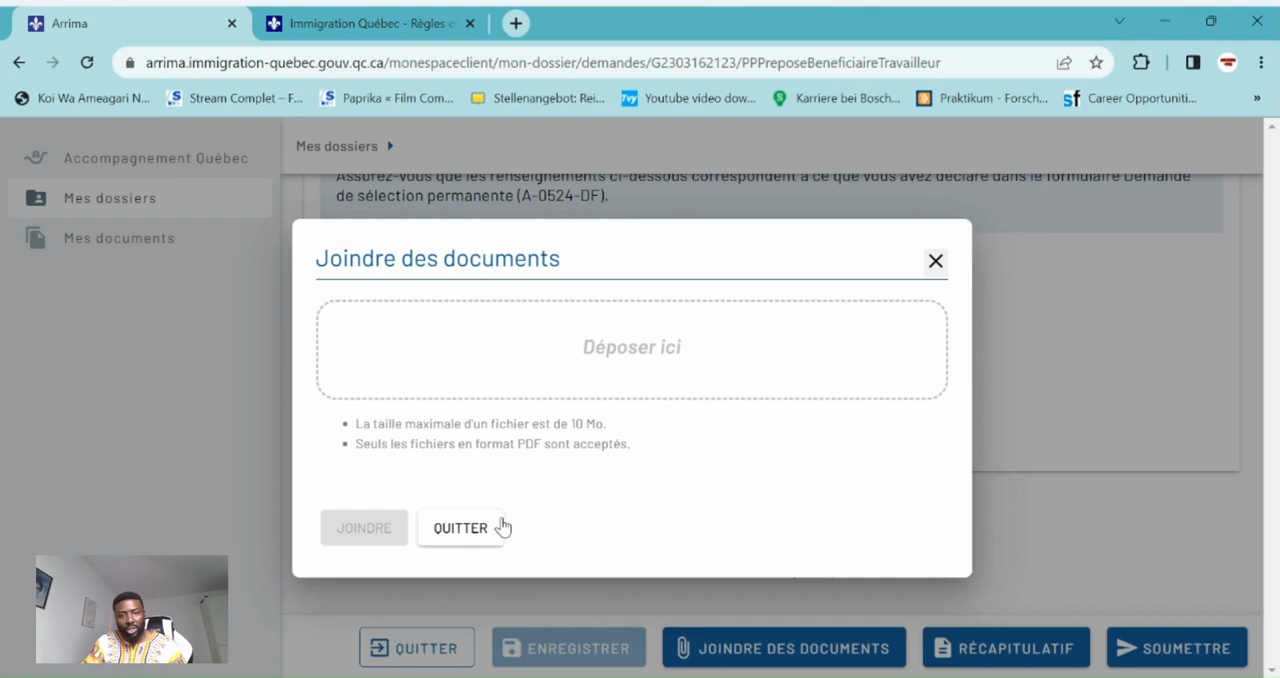 Arrima
Immigration Québec - Règles e
arrima.immigration-quebec.gouv.qc.ca/monespaceclient/mon-dossier/demandes/G2303162123/PPPreposeBeneficiaireTravailleur
Koi Wa Ameagari N...
Stream Complet – F...
Paprika « Film Com...
Stellenangebot: Rei...
Youtube video dow...
Karriere bei Bosch...
Praktikum - Forsch...
Career Opportuniti...
»
Accompagnement Québec
Mes dossiers
Mes documents
Mes dossiers
Assurez-vous que les renseignements ci-dessous correspondent à ce que vous avez déclaré dans le formulaire Demande
de sélection permanente (A-0524-DF).
Joindre des documents
Déposer ici
• La taille maximale d'un fichier est de 10 Mo.
• Seuls les fichiers en format PDF sont acceptés.
JOINDRE
QUITTER
QUITTER
ENREGISTRER
JOINDRE DES DOCUMENTS
RÉCAPITULATIF
SOUMETTRE